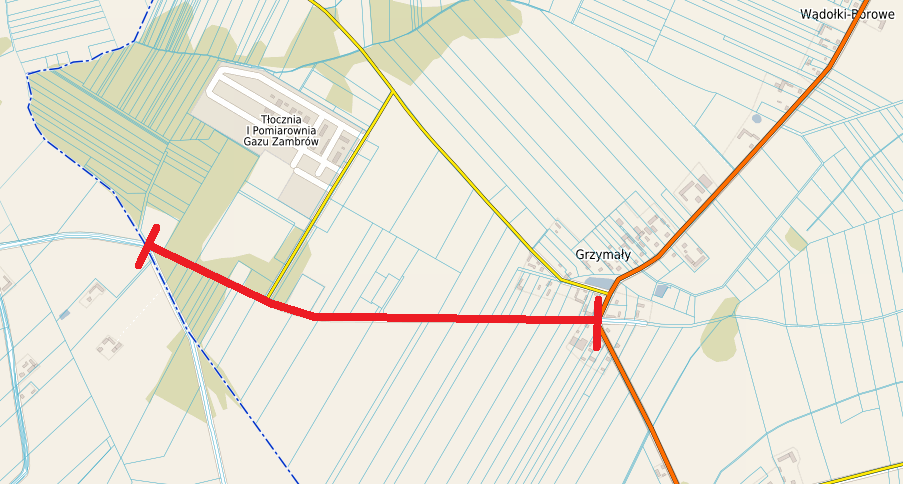 Wądołki-Borowe
Tłocznia
I Pomiarownia
Gazu Zambrów
Grzymały